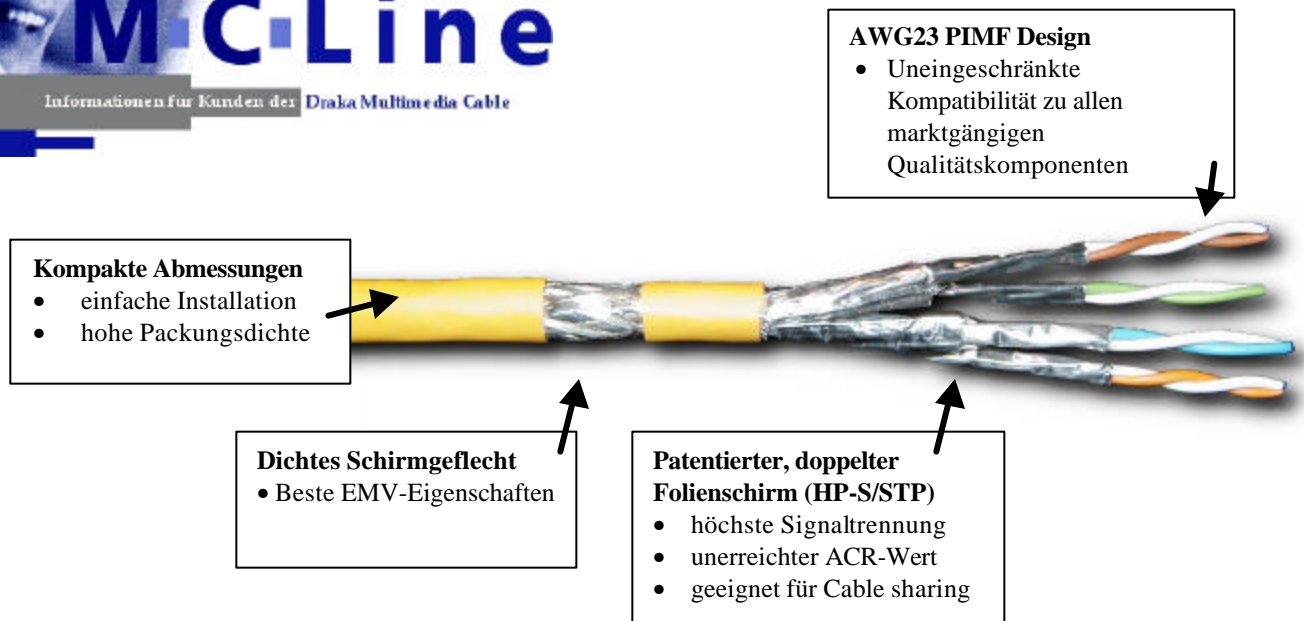 M·C·Line
Informationen für Kunden der Draka Multimedia Cable
AWG23 PIMF Design
• Uneingeschränkte
Kompatibilität zu allen
marktgängigen
Qualitätskomponenten
Kompakte Abmessungen
• einfache Installation
• hohe Packungsdichte
Dichtes Schirmgeflecht
• Beste EMV-Eigenschaften
Patentierter, doppelter
Folienschirm (HP-S/STP)
• höchste Signaltrennung
• unerreichter ACR-Wert
• geeignet für Cable sharing